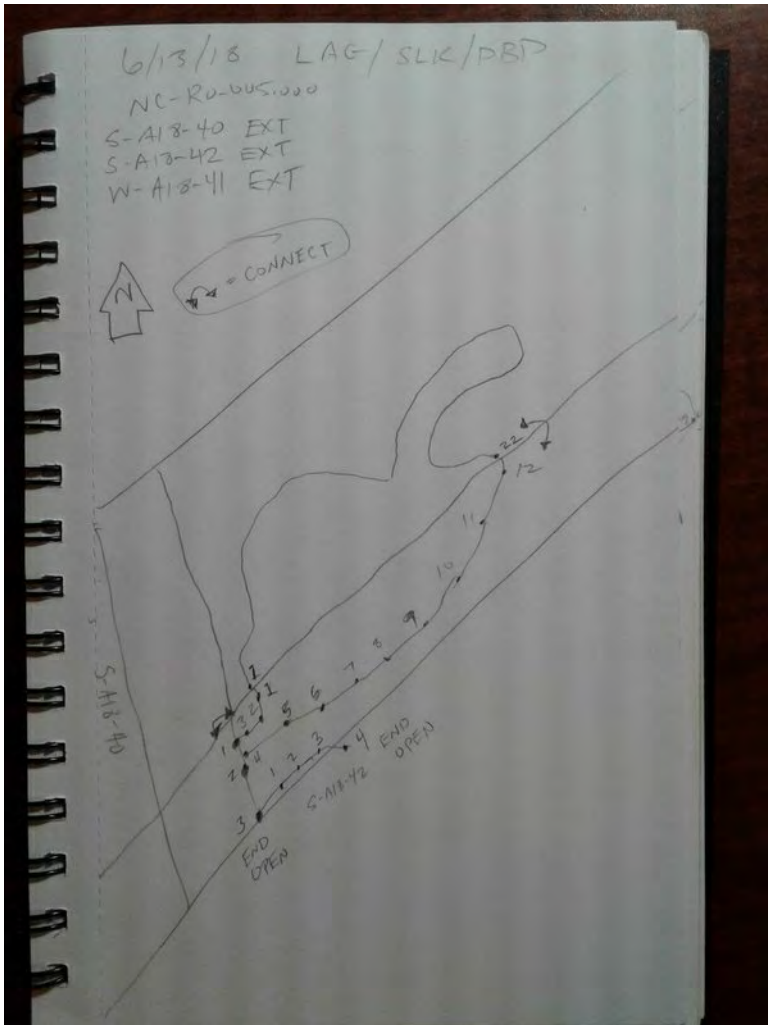 6/13/18 LAG/SLK/DBD
NC-RO-005.000
S-A18-40 EXT
S-A18-42 EXT
W-A18-41 EXT
N
= CONNECT
22
12
11
10
9
8
7
6
5
4
1
1
2
3
1
2
3
S-A18-40
1
2
3
4
END
OPEN
S-A18-42
END
OPEN